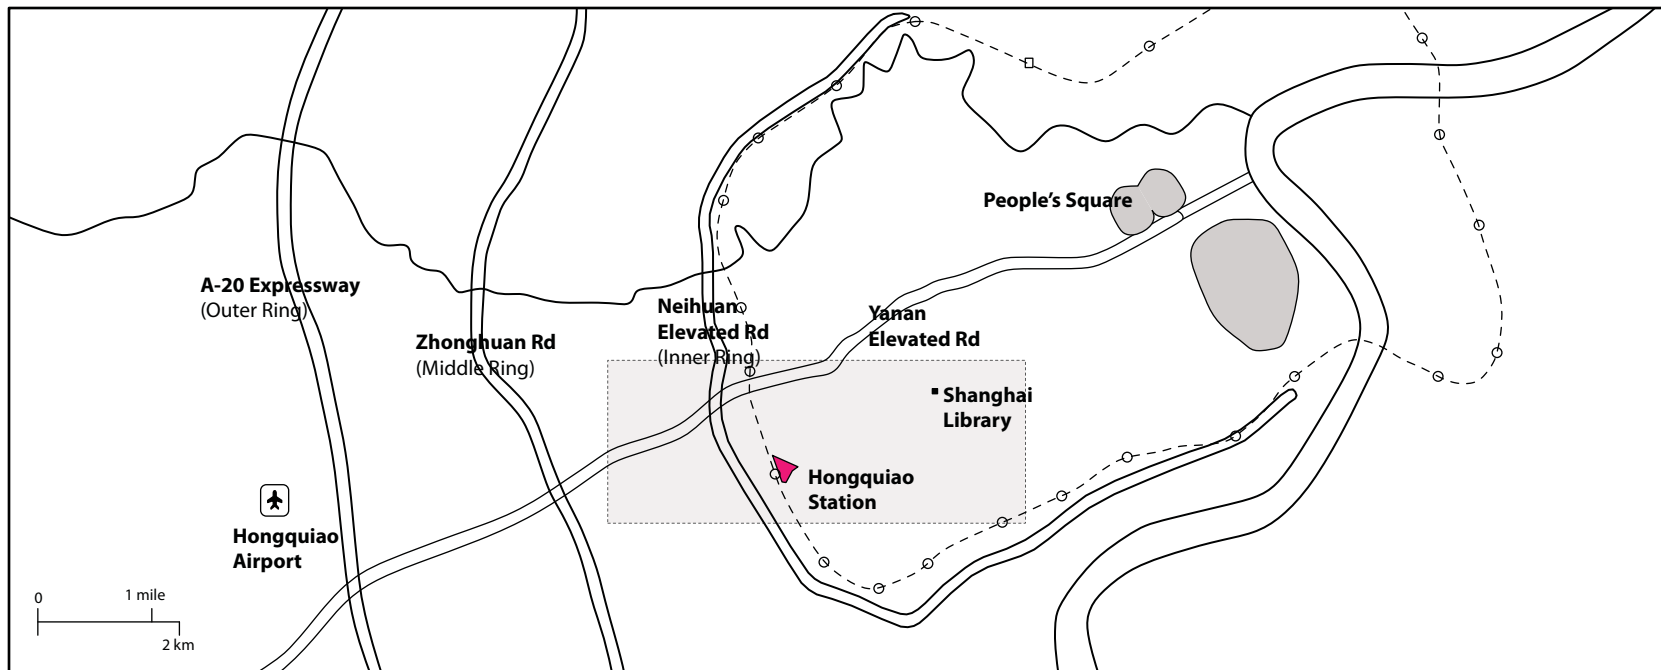 People's Square
A-20 Expressway
(Outer Ring)
Neihuan
Elevated Rd
(Inner Ring)
Yanan
Elevated Rd
Zhonghuan Rd
(Middle Ring)
Shanghai
Library
Hongquiao
Station
Hongquiao
Airport
0
1 mile
2 km